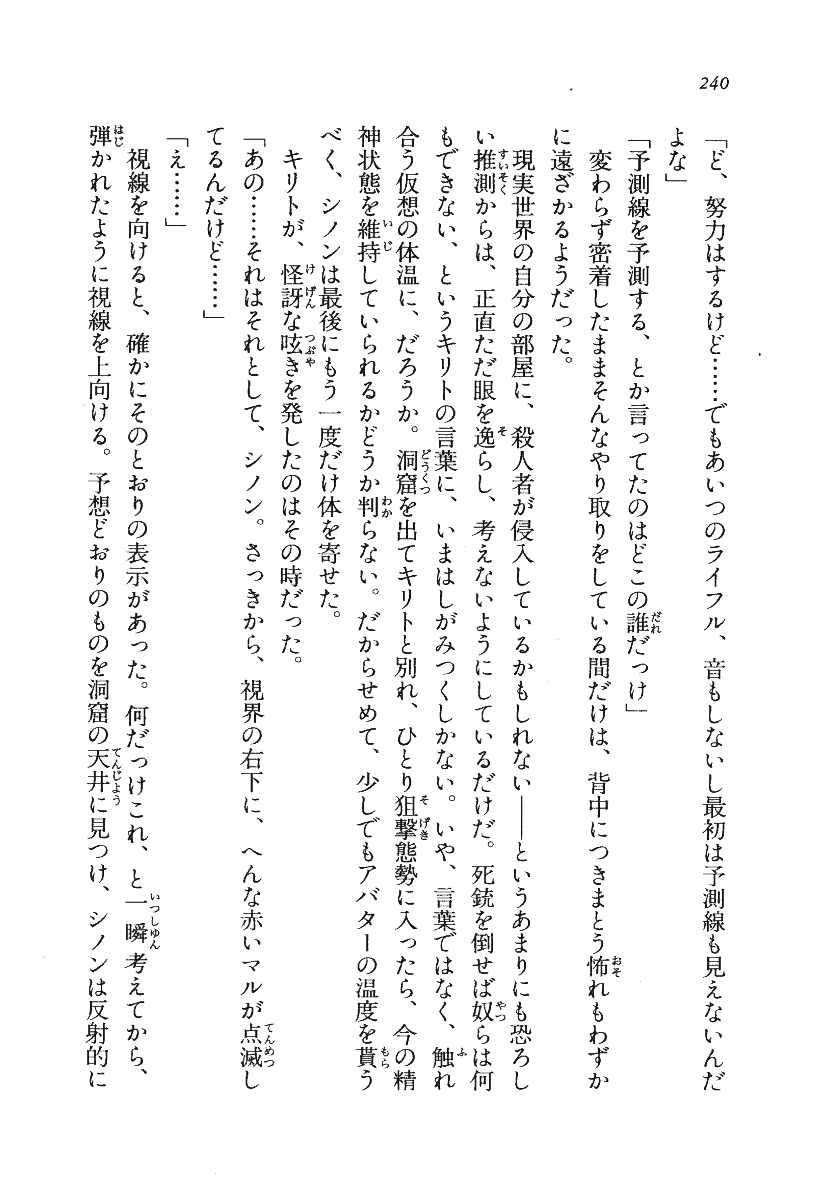 240
「ど、努力はするけど……でもあいつのライフル、音もしないし最初は予測線も見えないんだ
よな」
「予測線を予測する、とか言ってたのはどこの誰だっけ」
変わらず密着したままそんなやり取りをしている間だけは、背中につきまとう怖れもわずか
に遠ざかるようだった。
現実世界の自分の部屋に、殺人者が侵入しているかもしれない――というあまりにも恐ろし
い推測からは、正直ただ眼を逸らし、考えないようにしているだけだ。死銃を倒せば奴らは何
もできない、というキリトの言葉に、いまはしがみつくしかない。いや、言葉ではなく、触れ
合う仮想の体温に、だろうか。洞窟を出てキリトと別れ、ひとり狙撃態勢に入ったら、今の精
神状態を維持していられるかどうか判らない。だからせめて、少しでもアバターの温度を貰う
べく、シノンは最後にもう一度だけ体を寄せた。
キリトが、怪訝な呟きを発したのはその時だった。
「あの……それはそれとして、シノン。さっきから、視界の右下に、へんな赤いマルが点滅し
てるんだけど……」
「え……」
視線を向けると、確かにそのとおりの表示があった。何だっけこれ、と一瞬考えてから、
弾かれたように視線を上向ける。予想どおりのものを洞窟の天井に見つけ、シノンは反射的に